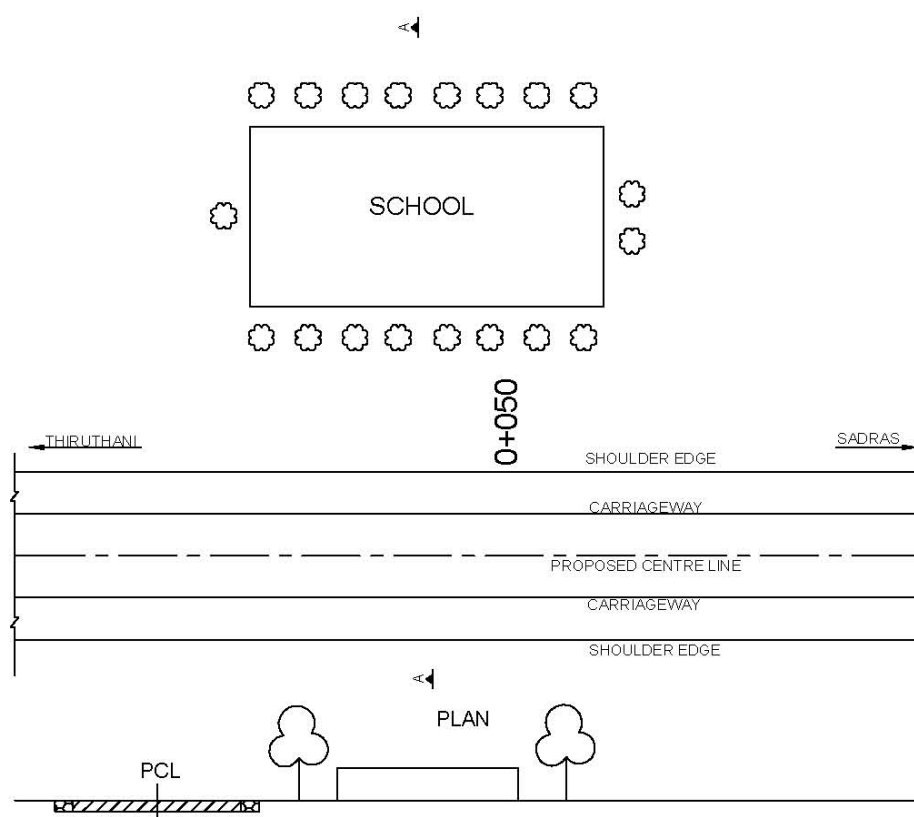 A
SCHOOL
0+050
THIRUTHANI
SADRAS
SHOULDER EDGE
CARRIAGEWAY
PROPOSED CENTRE LINE
CARRIAGEWAY
SHOULDER EDGE
A
PLAN
PCL